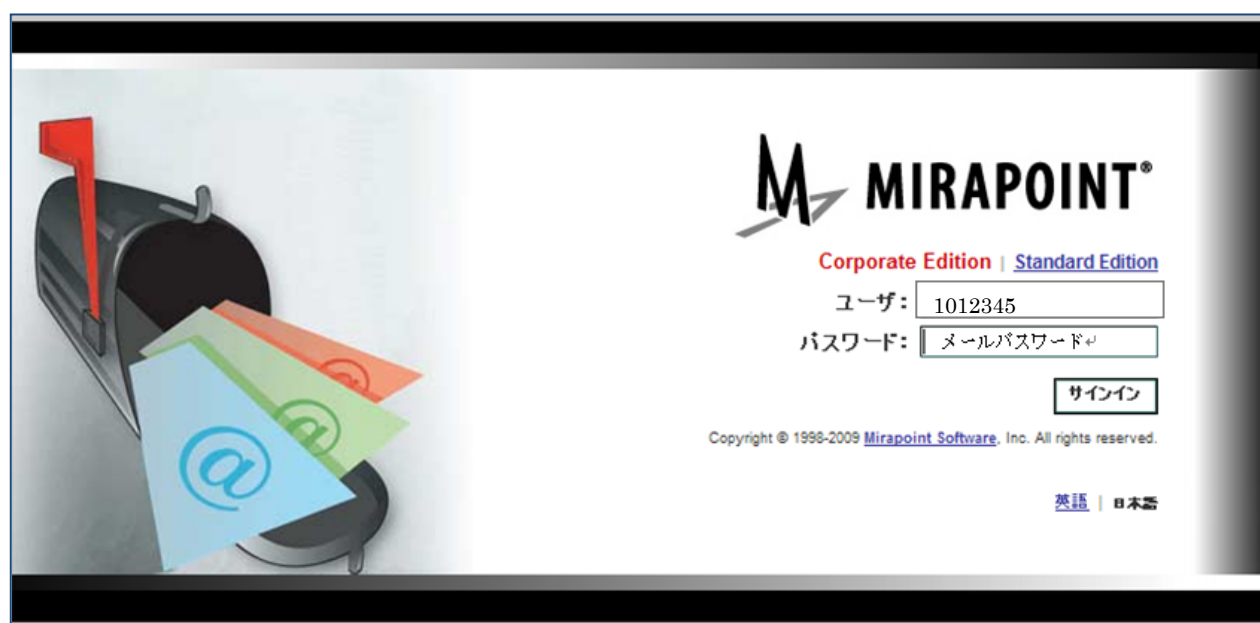 MIRAPOINT®
Corporate Edition | Standard Edition
ユーザ: 1012345
パスワード: メールパスワード↵
サインイン
Copyright © 1998-2009 Mirapoint Software, Inc. All rights reserved.
英語 | 日本語